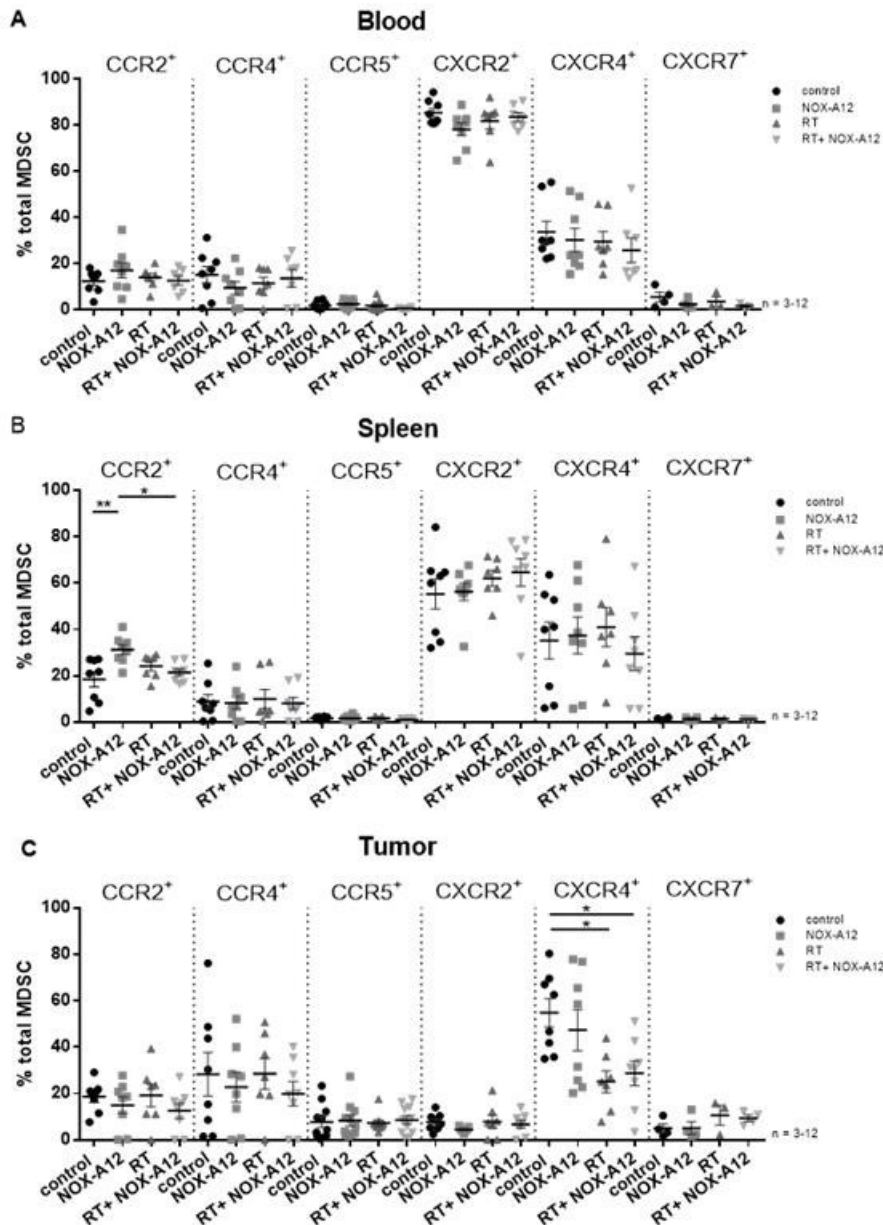 A
Blood
CCR2+ CCR4+ CCR5+ CXCR2+ CXCR4+ CXCR7+
100
80
60
40
20
0
% total MDSC
control
NOX-A12
RT
RT+ NOX-A12
n = 3-12
control NOX-A12 RT RT+ NOX-A12 control NOX-A12 RT RT+ NOX-A12 control NOX-A12 RT RT+ NOX-A12 control NOX-A12 RT RT+ NOX-A12 control NOX-A12 RT RT+ NOX-A12 control NOX-A12 RT RT+ NOX-A12
B
Spleen
CCR2+ CCR4+ CCR5+ CXCR2+ CXCR4+ CXCR7+
** *
100
80
60
40
20
0
% total MDSC
control
NOX-A12
RT
RT+ NOX-A12
n = 3-12
control NOX-A12 RT RT+ NOX-A12 control NOX-A12 RT RT+ NOX-A12 control NOX-A12 RT RT+ NOX-A12 control NOX-A12 RT RT+ NOX-A12 control NOX-A12 RT RT+ NOX-A12 control NOX-A12 RT RT+ NOX-A12
C
Tumor
CCR2+ CCR4+ CCR5+ CXCR2+ CXCR4+ CXCR7+
*
*
100
80
60
40
20
0
% total MDSC
control
NOX-A12
RT
RT+ NOX-A12
n = 3-12
control NOX-A12 RT RT+ NOX-A12 control NOX-A12 RT RT+ NOX-A12 control NOX-A12 RT RT+ NOX-A12 control NOX-A12 RT RT+ NOX-A12 control NOX-A12 RT RT+ NOX-A12 control NOX-A12 RT RT+ NOX-A12